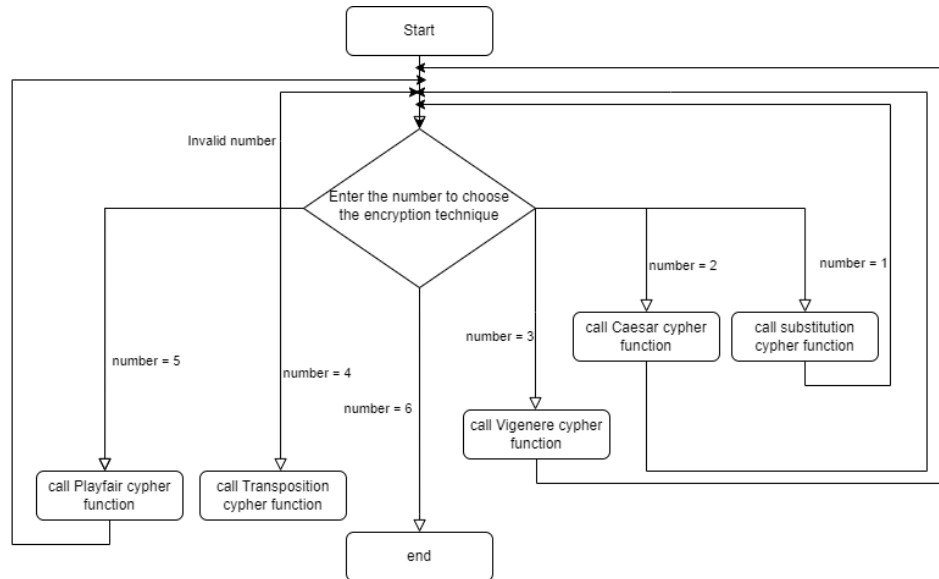 Start
Invalid number
Enter the number to choose
the encryption technique
number = 2
number = 1
call Caesar cypher
function
call substitution
cypher function
number = 3
number = 5
number = 4
number = 6
call Vigenere cypher
function
call Playfair cypher
function
call Transposition
cypher function
end